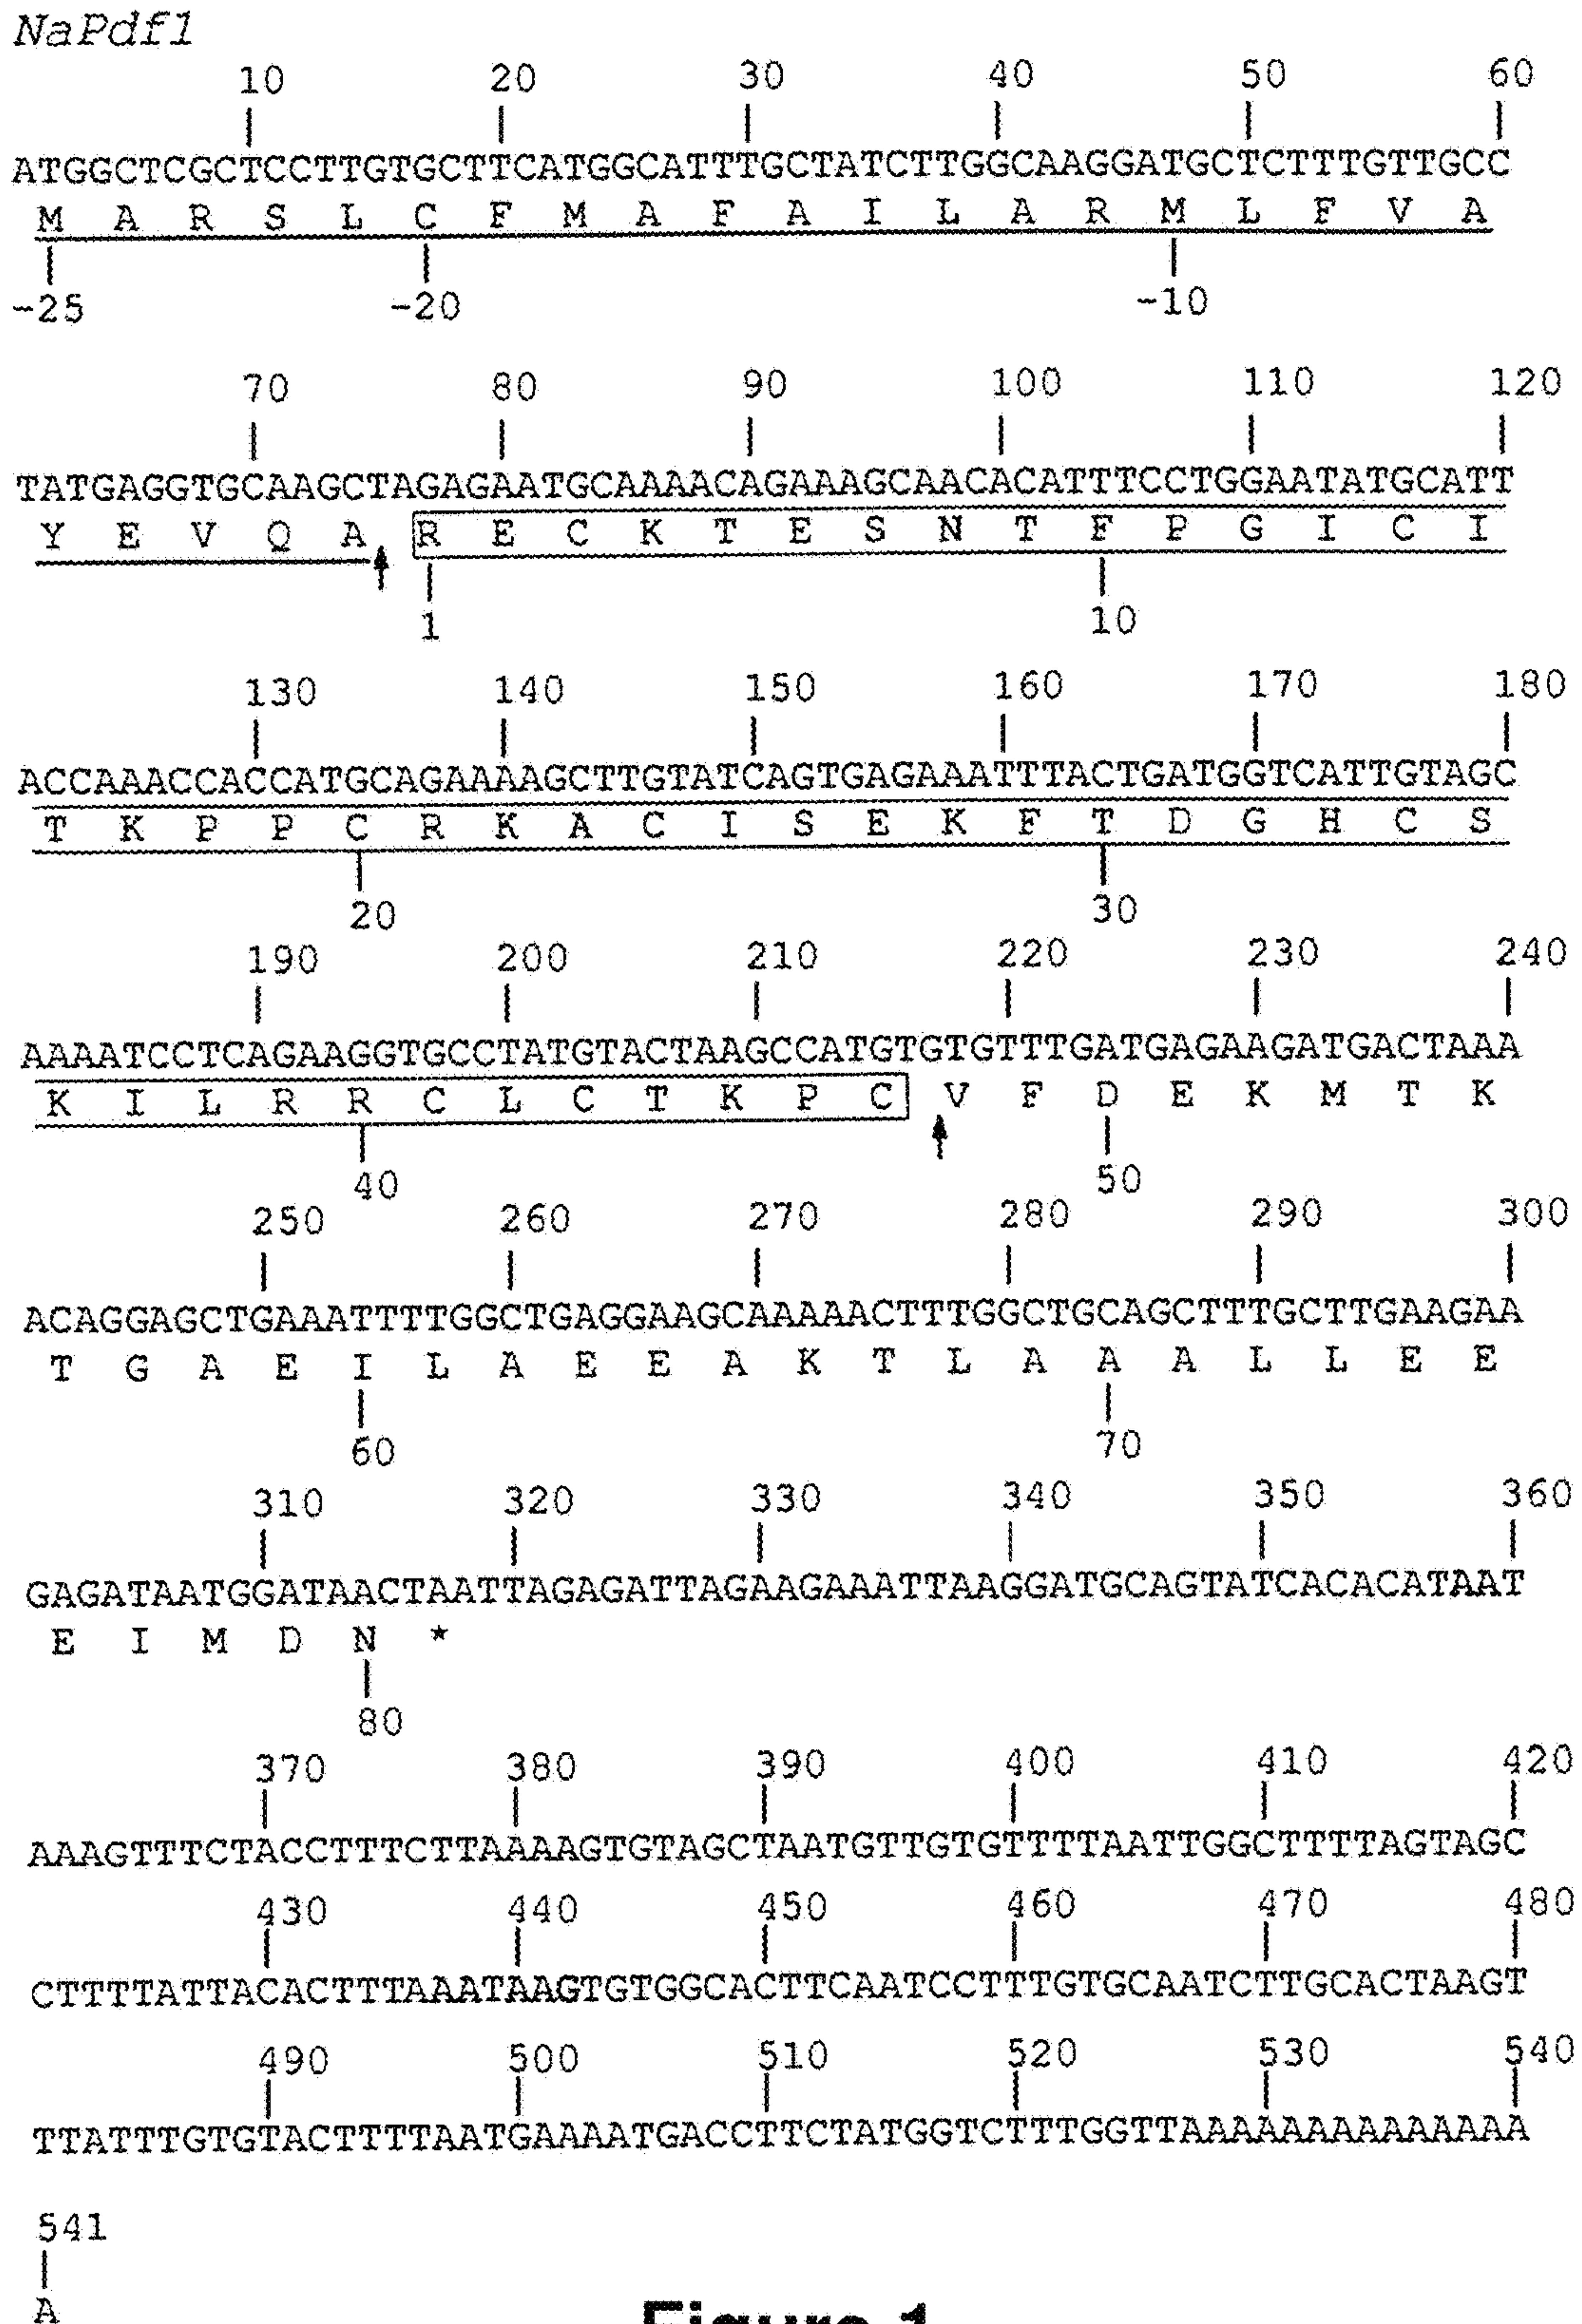 NaPdf1
10 20 30 40 50 60
ATGGCTCGCTCCTTGTGCTTCATGGCATTTGCTATCTTGGCAAGGATGCTCTTTGTTGCC
M A R S L C F M A F A I L A R M L F V A
-25 -20 -10
70 80 90 100 110 120
TATGAGGTGCAAGCTAGAGAATGCAAAACAGAAAGCAACACATTTCCTGGAATATGCATT
Y E V Q A R E C K T E S N T F P G I C I
1 10
130 140 150 160 170 180
ACCAAACCACCATGCAGAAAAGCTTGTATCAGTGAGAAATTTACTGATGGTCATTGTAGC
T K P P C R K A C I S E K F T D G H C S
20 30
190 200 210 220 230 240
AAAATCCTCAGAAGGTGCCTATGTACTAAGCCATGTGTGTTTGATGAGAAGATGACTAAA
K I L R R C L C T K P C V F D E K M T K
40 50
250 260 270 280 290 300
ACAGGAGCTGAAATTTTGGCTGAGGAAGCAAAAACTTTGGCTGCAGCTTTGCTTGAAGAA
T G A E I L A E E A K T L A A A L L E E
60 70
310 320 330 340 350 360
GAGATAATGGATAACTAATTAGAGATTAGAAGAAATTAAGGATGCAGTATCACACATAAT
E I M D N *
80
370 380 390 400 410 420
AAAGTTTCTACCTTTCTTAAAAGTGTAGCTAATGTTGTGTTTTAATTGGCTTTTAGTAGC
430 440 450 460 470 480
CTTTTATTACACTTTAAATAAGTGTGGCACTTCAATCCTTTGTGCAATCTTGCACTAAGT
490 500 510 520 530 540
TTATTTGTGTACTTTTAATGAAAATGACCTTCTATGGTCTTTGGTTAAAAAAAAAAAAAA
541
A
Figure 1